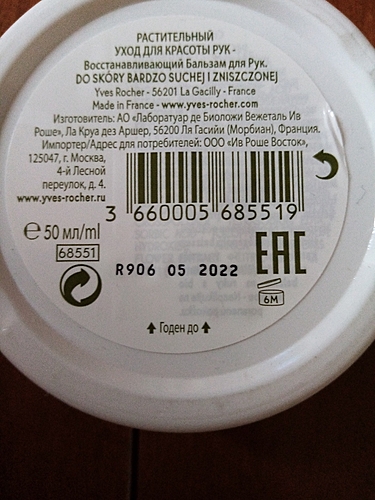 РАСТИТЕЛЬНЫЙ
УХОД ДЛЯ КРАСОТЫ РУК -
Восстанавливающий Бальзам для Рук.
DO SKÓRY BARDZO SUCHEJ I ZNISZCZONEJ
Yves Rocher - 56201 La Gacilly - France
Made in France - www.yves-rocher.com
Изготовитель: АО «Лаборатуар де Биоложи Вежеталь Ив
Роше», Ла Круа дез Аршер, 56200 Ля Гасийи (Морбиан), Франция.
Импортер/Адрес для потребителей: ООО «Ив Роше Восток»,
125047, г. Москва,
4-й Лесной
переулок, д. 4.
www.yves-rocher.ru
3 660005 685519
℮ 50 мл/ml
68551
EAC
R906 05 2022
6M
Годен до